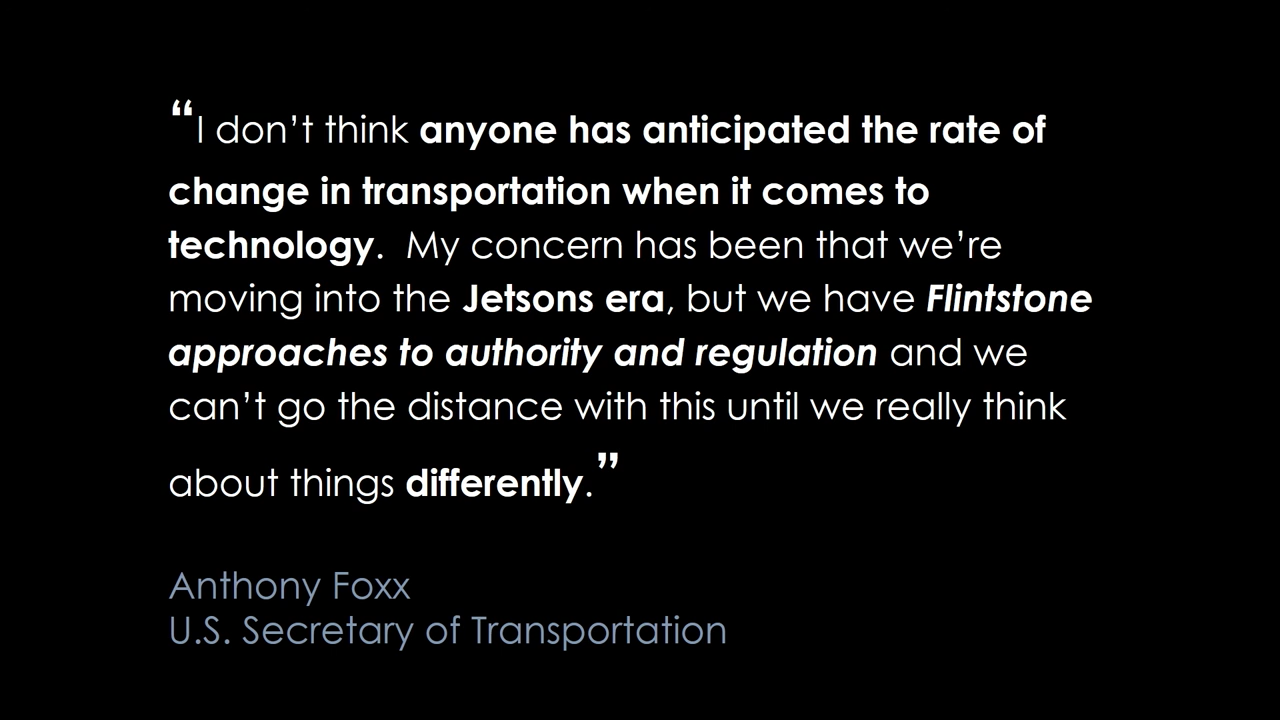 “I don’t think anyone has anticipated the rate of
change in transportation when it comes to
technology.  My concern has been that we’re
moving into the Jetsons era, but we have Flintstone
approaches to authority and regulation and we
can’t go the distance with this until we really think
about things differently.”
Anthony Foxx
U.S. Secretary of Transportation